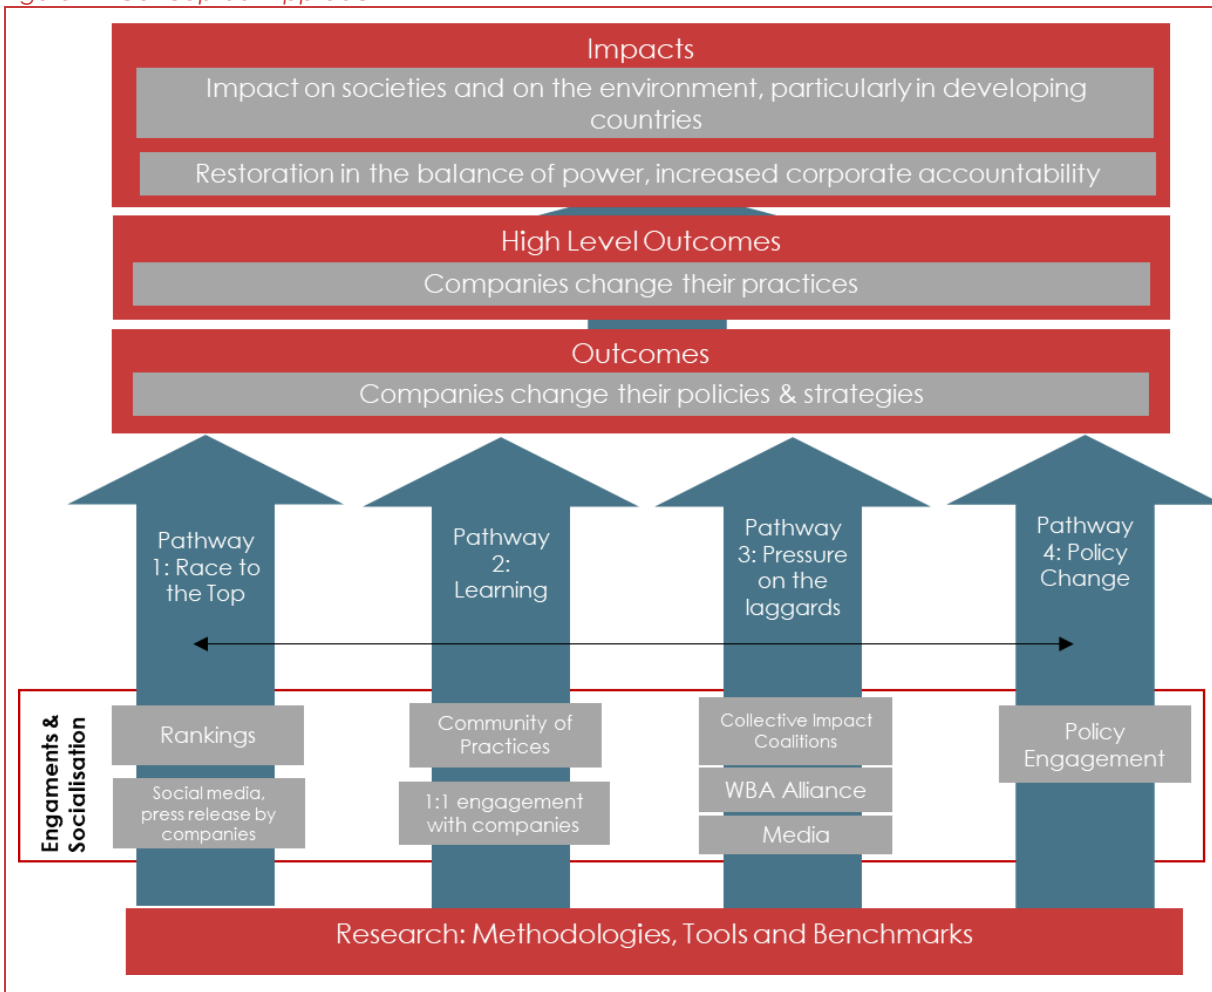 Impacts
Impact on societies and on the environment, particularly in developing
countries
Restoration in the balance of power, increased corporate accountability
High Level Outcomes
Companies change their practices
Outcomes
Companies change their policies & strategies
Pathway
1: Race to
the Top
Pathway
2:
Learning
Pathway
3: Pressure
on the
laggards
Pathway
4: Policy
Change
Engaments &
Socialisation
Rankings
Social media,
press release by
companies
Community of
Practices
1:1 engagement
with companies
Collective Impact
Coalitions
WBA Alliance
Media
Policy
Engagement
Research: Methodologies, Tools and Benchmarks